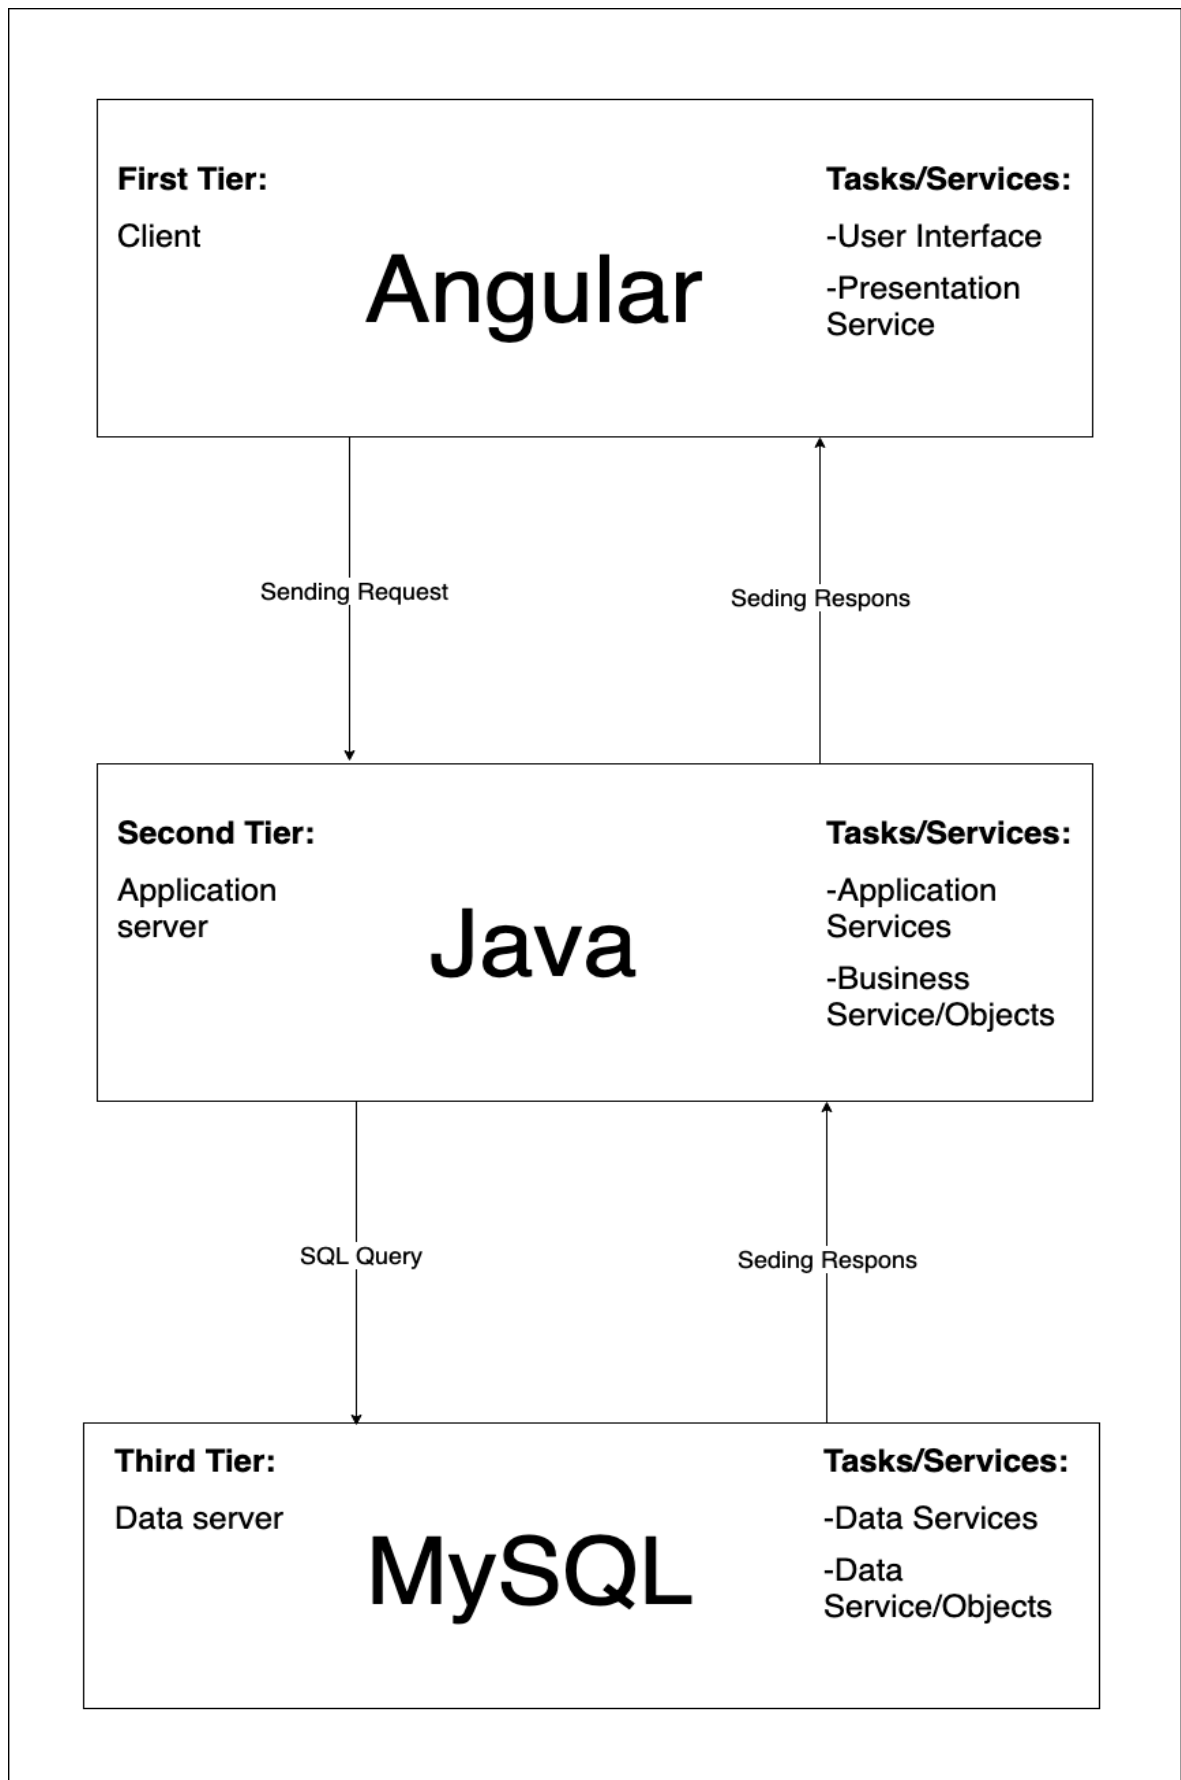 First Tier:
Client
Angular
Tasks/Services:
-User Interface
-Presentation
Service
Sending Request
Seding Respons
Second Tier:
Application
server
Java
Tasks/Services:
-Application
Services
-Business
Service/Objects
SQL Query
Seding Respons
Third Tier:
Data server
MySQL
Tasks/Services:
-Data Services
-Data
Service/Objects